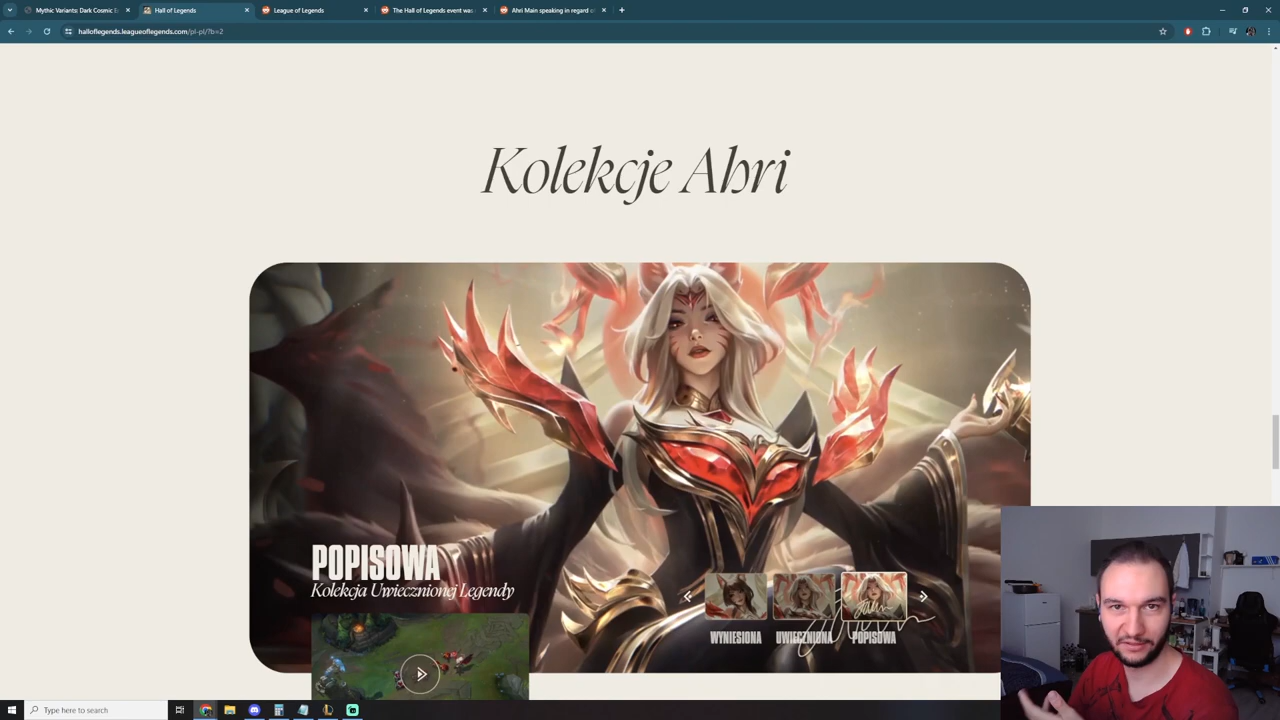 Mythic Variants: Dark Cosmic E
Hall of Legends
League of Legends
The Hall of Legends event was
Ahri Main speaking in regard o
halloflegends.leagueoflegends.com/pl-pl/?b=2
Kolekcje Ahri
POPISOWA
Kolekcja Uwiecznionej Legendy
WYNIESIONA
UWIECZNIONA
POPISOWA
Type here to search